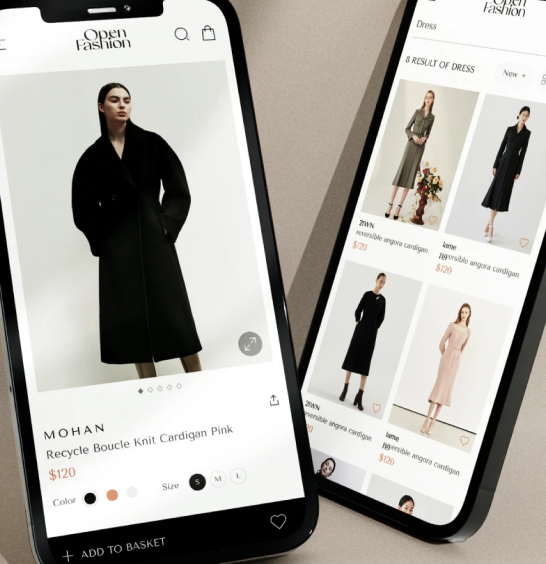 Open
Fashion
MOHAN
Recycle Boucle Knit Cardigan Pink
$120
Color
Size
S
M
L
+ ADD TO BASKET
Open
Fashion
Dress
8 RESULT OF DRESS
New
21WN
reversible angora cardigan
$120
lame
reversible angora cardigan
$120
21WN
reversible angora cardigan
$120
lame
reversible angora cardigan
$120